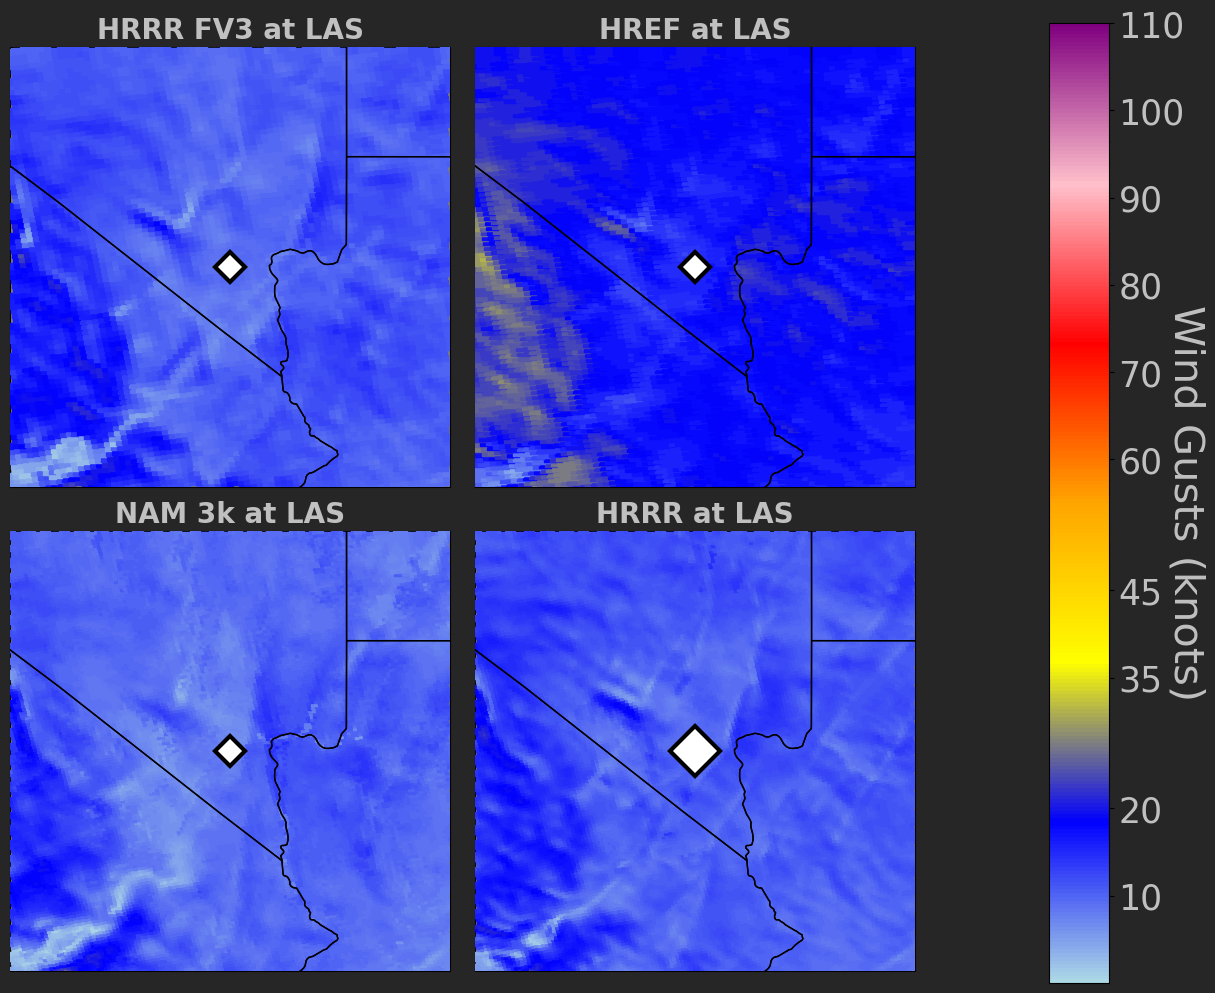 HRRR FV3 at LAS
HREF at LAS
NAM 3k at LAS
HRRR at LAS
110
100
90
80
70
60
45
35
20
10
Wind Gusts (knots)